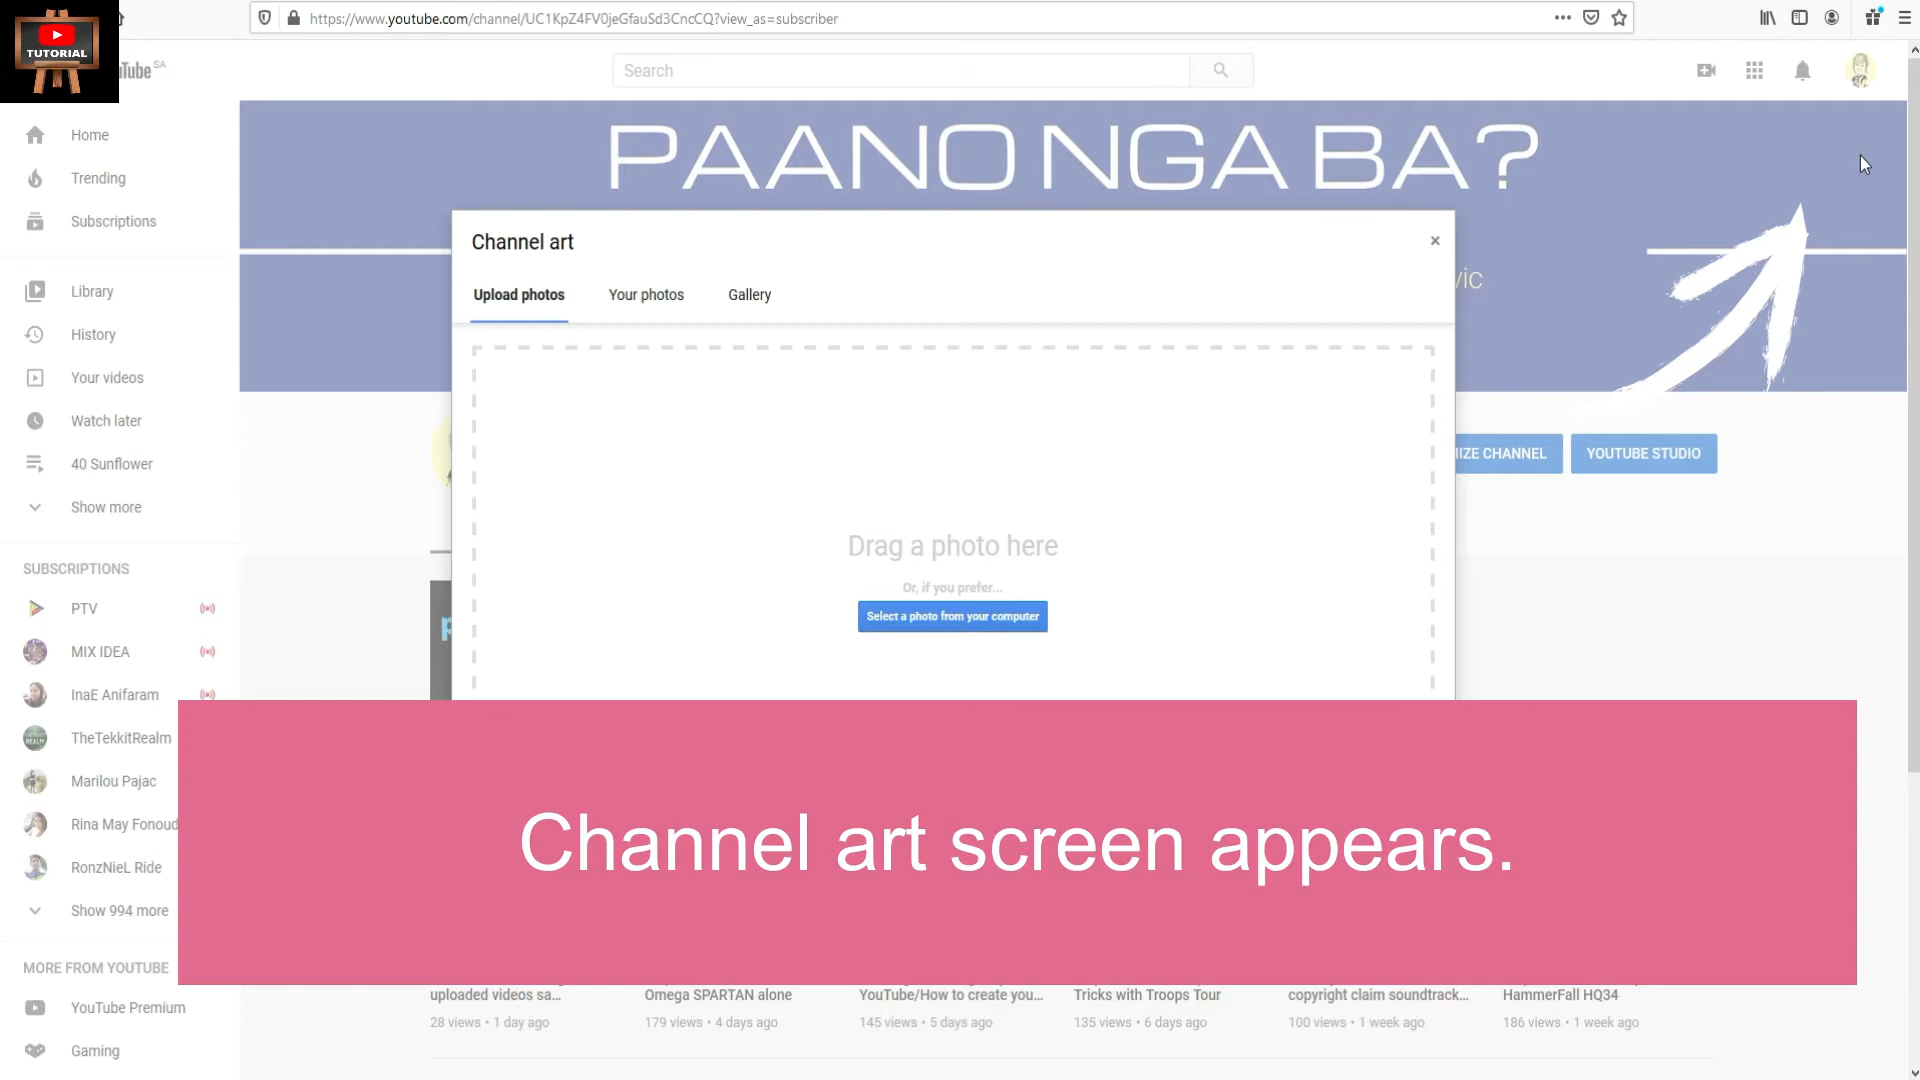 https://www.youtube.com/channel/UC1KpZ4FV0jeGfauSd3CncCQ?view_as=subscriber
TUTORIAL
uTube SA
Search
Home
Trending
Subscriptions
Library
History
Your videos
Watch later
40 Sunflower
Show more
SUBSCRIPTIONS
PTV
MIX IDEA
InaE Anifaram
TheTekkitRealm
Marilou Pajac
Rina May Fonoud
RonzNieL Ride
Show 994 more
MORE FROM YOUTUBE
YouTube Premium
Gaming
PAANO NGA BA?
vic
IZE CHANNEL
YOUTUBE STUDIO
Channel art
×
Upload photos
Your photos
Gallery
Drag a photo here
Or, if you prefer...
Select a photo from your computer
Channel art screen appears.
uploaded videos sa...
Omega SPARTAN alone
YouTube/How to create you...
Tricks with Troops Tour
copyright claim soundtrack...
HammerFall HQ34
28 views • 1 day ago
179 views • 4 days ago
145 views • 5 days ago
135 views • 6 days ago
100 views • 1 week ago
186 views • 1 week ago